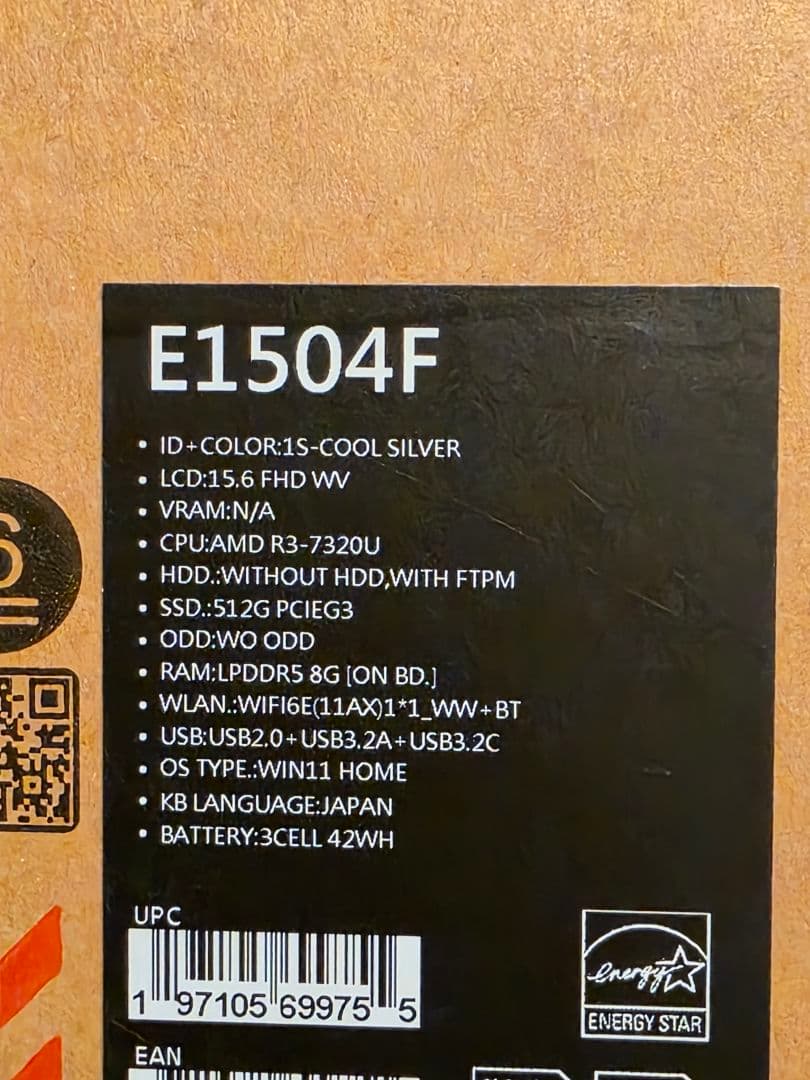 E1504F
• ID+COLOR:1S-COOL SILVER
• LCD:15.6 FHD WV
• VRAM:N/A
• CPU:AMD R3-7320U
• HDD.:WITHOUT HDD,WITH FTPM
• SSD.:512G PCIEG3
• ODD:WO ODD
• RAM:LPDDR5 8G [ON BD.]
• WLAN.:WIFI6E(11AX)1*1_WW+BT
• USB:USB2.0+USB3.2A+USB3.2C
• OS TYPE.:WIN11 HOME
• KB LANGUAGE:JAPAN
• BATTERY:3CELL 42WH
UPC
1 97105 69975 5
energy
ENERGY STAR
EAN